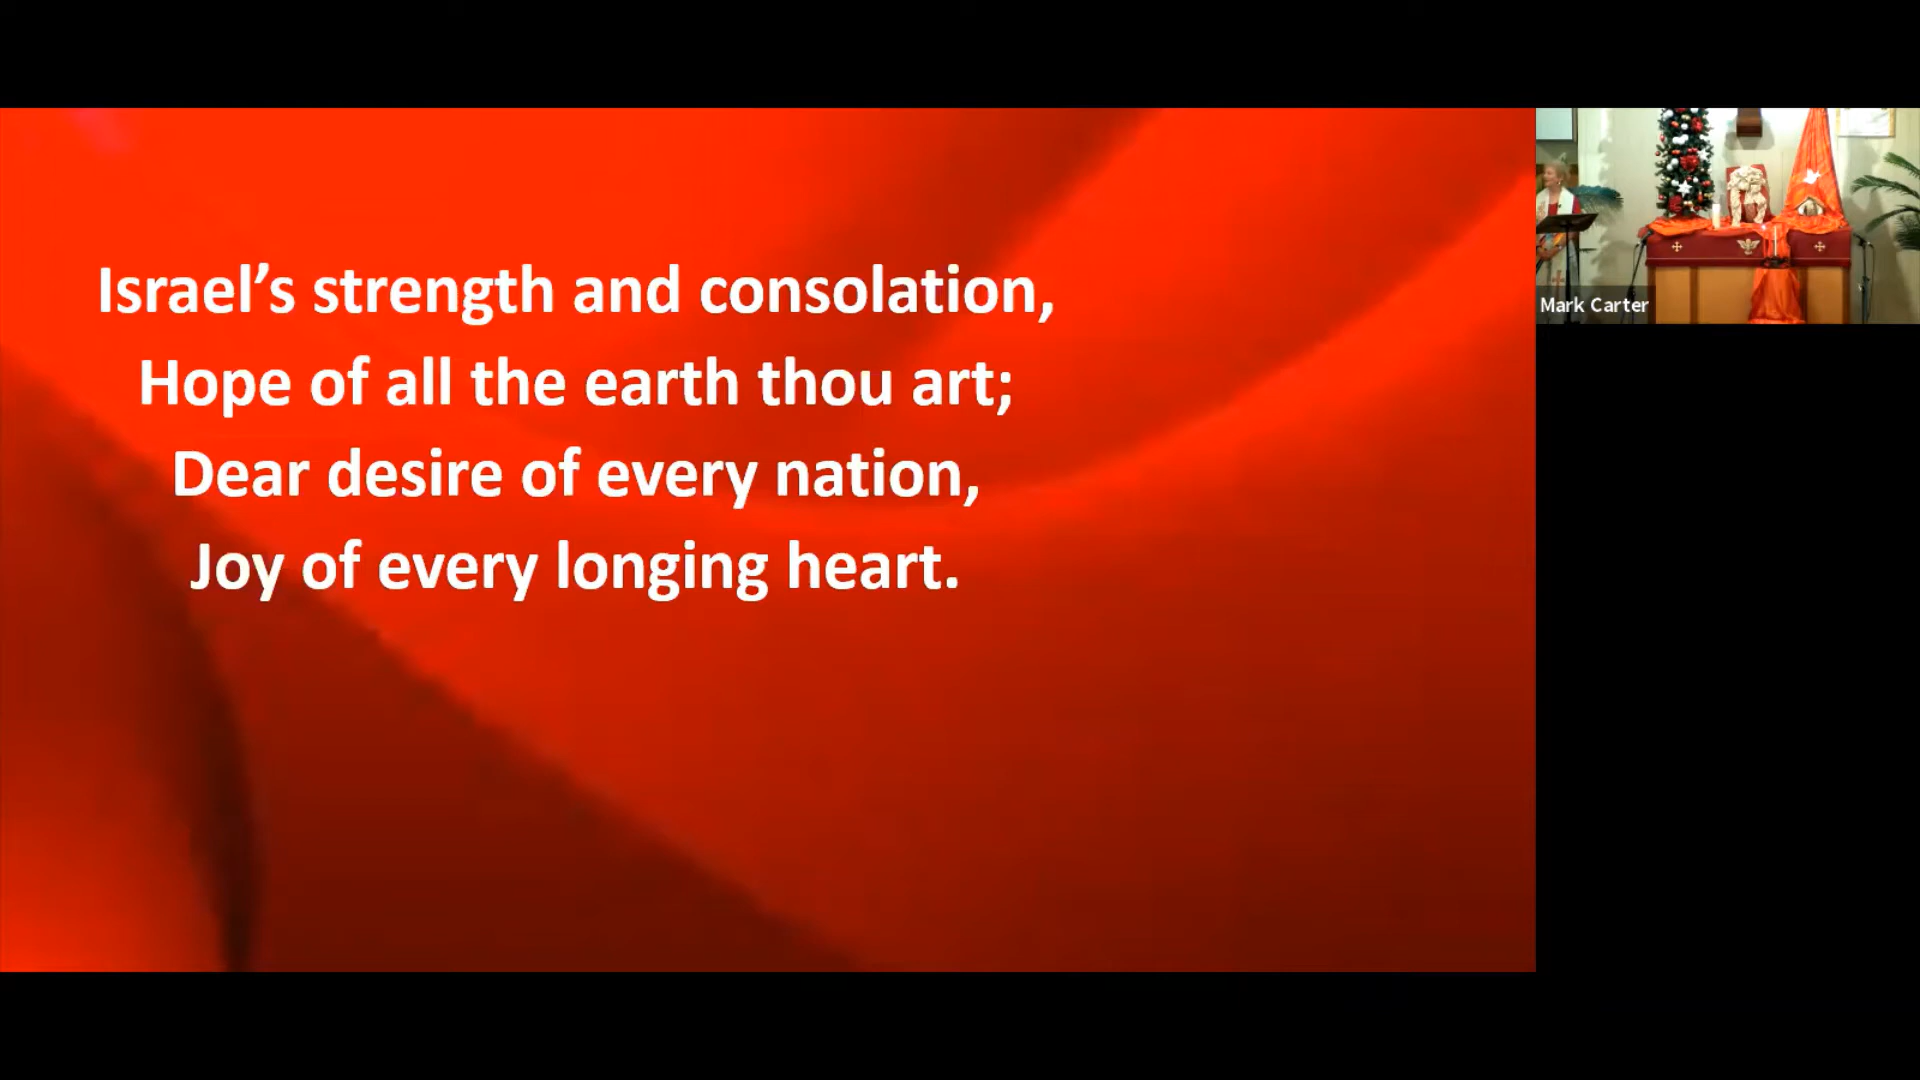 Israel’s strength and consolation,
Hope of all the earth thou art;
Dear desire of every nation,
Joy of every longing heart.
Mark Carter